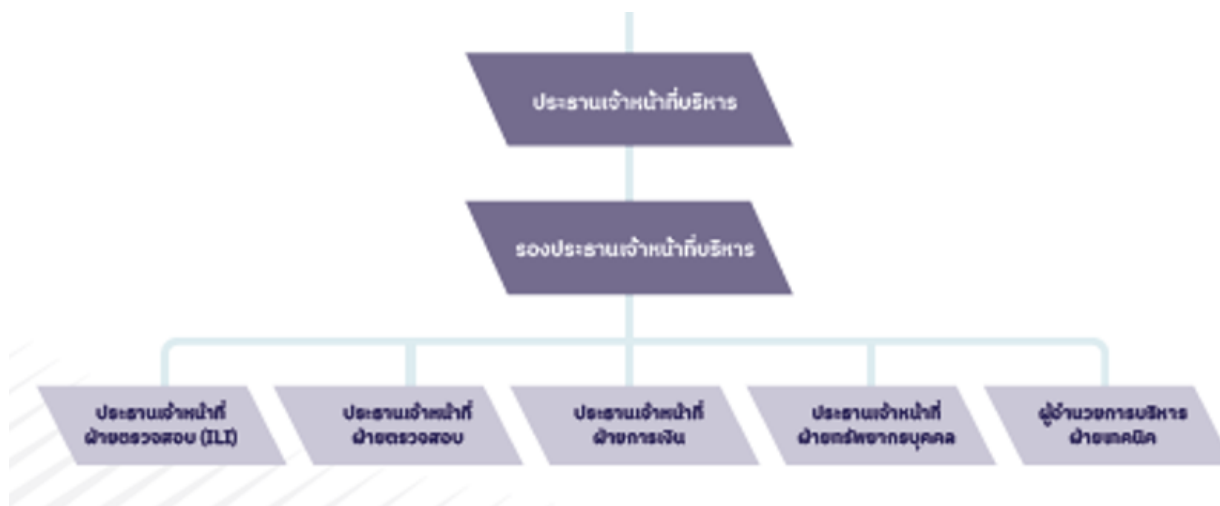 ประธานเจ้าหน้าที่บริหาร
รองประธานเจ้าหน้าที่บริหาร
ประธานเจ้าหน้าที่
ฝ่ายตรวจสอบ (ILI)
ประธานเจ้าหน้าที่
ฝ่ายตรวจสอบ
ประธานเจ้าหน้าที่
ฝ่ายการเงิน
ประธานเจ้าหน้าที่
ฝ่ายทรัพยากรบุคคล
ผู้อำนวยการบริหาร
ฝ่ายเทคนิค